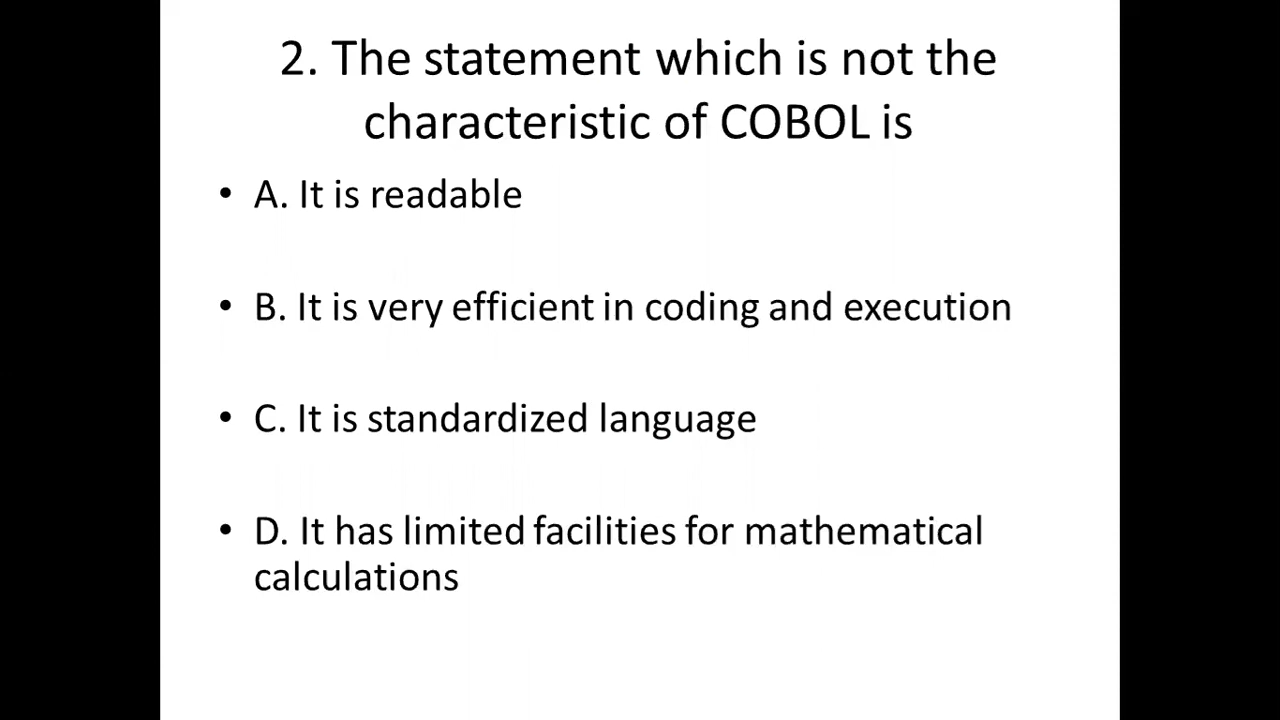 2. The statement which is not the
characteristic of COBOL is
• A. It is readable
• B. It is very efficient in coding and execution
• C. It is standardized language
• D. It has limited facilities for mathematical
calculations